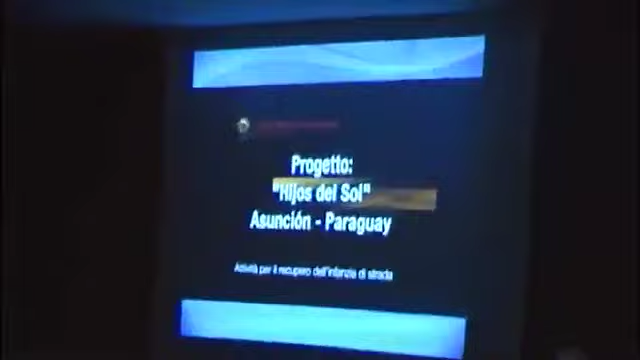 Progetto:
"Hijos del Sol"
Asunción - Paraguay
Attività per il recupero dell'infanzia di strada